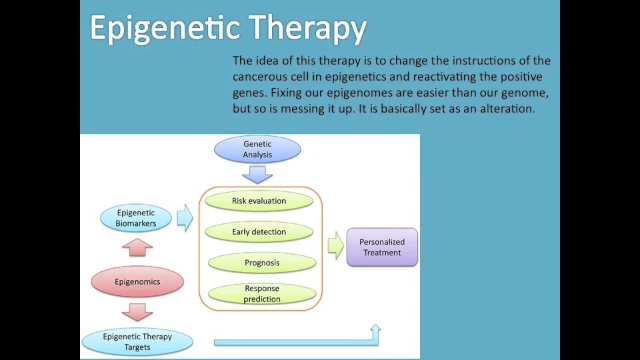 Epigenetic Therapy
The idea of this therapy is to change the instructions of the
cancerous cell in epigenetics and reactivating the positive
genes. Fixing our epigenomes are easier than our genome,
but so is messing it up. It is basically set as an alteration.
Genetic
Analysis
Risk evaluation
Epigenetic
Biomarkers
Early detection
Personalized
Treatment
Prognosis
Epigenomics
Response
prediction
Epigenetic Therapy
Targets